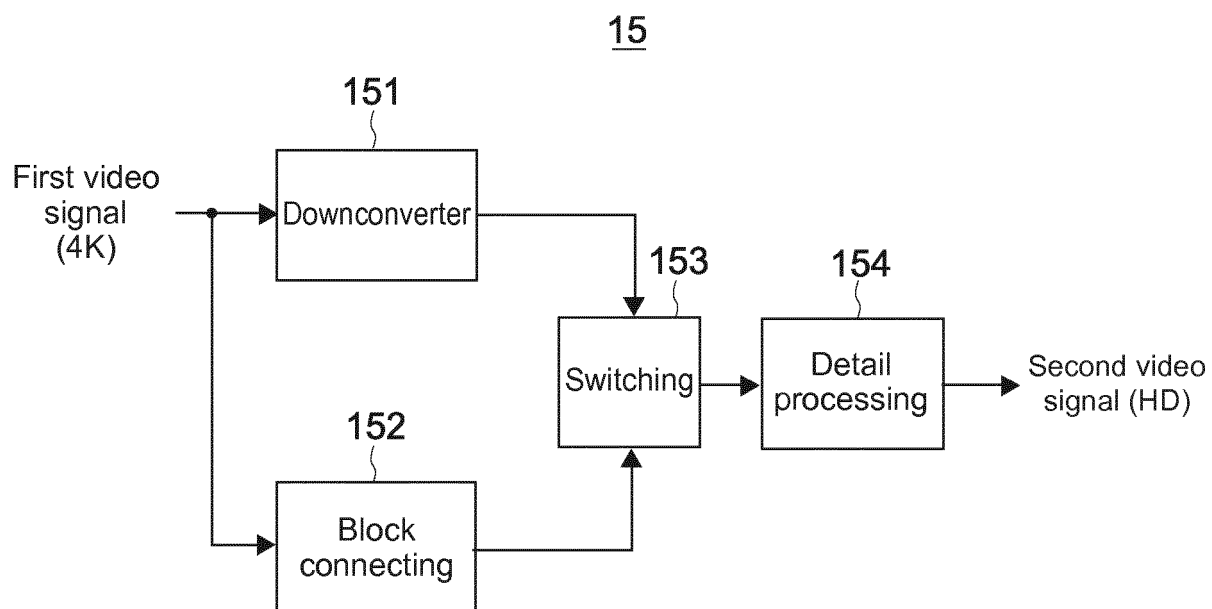 15
151
First video
signal
(4K)
Downconverter
153
154
Switching
Detail
processing
Second video
signal (HD)
152
Block
connecting